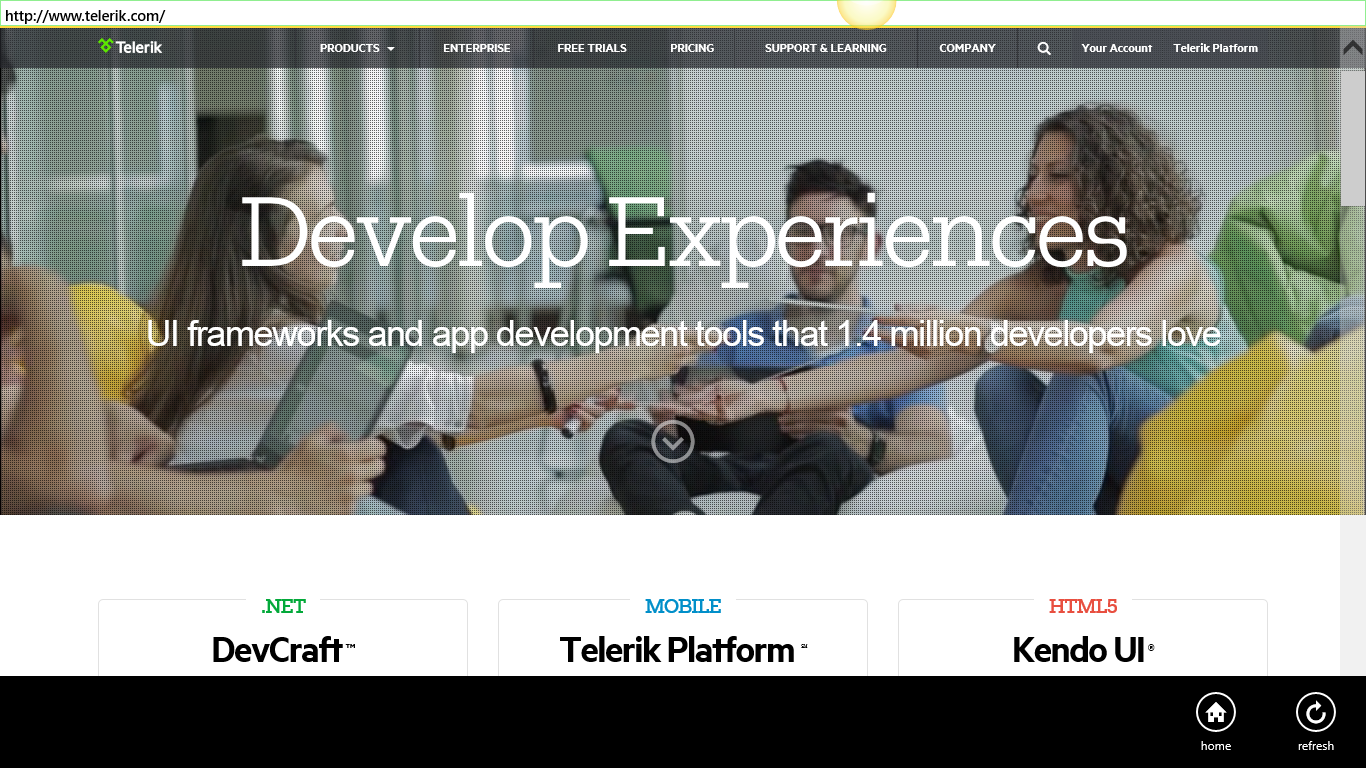 http://www.telerik.com/
Telerik PRODUCTS ENTERPRISE FREE TRIALS PRICING SUPPORT & LEARNING COMPANY Your Account Telerik Platform
Develop Experiences
UI frameworks and app development tools that 1.4 million developers love
.NET MOBILE HTML5
DevCraft™ Telerik Platform ℠ Kendo UI ®
home refresh